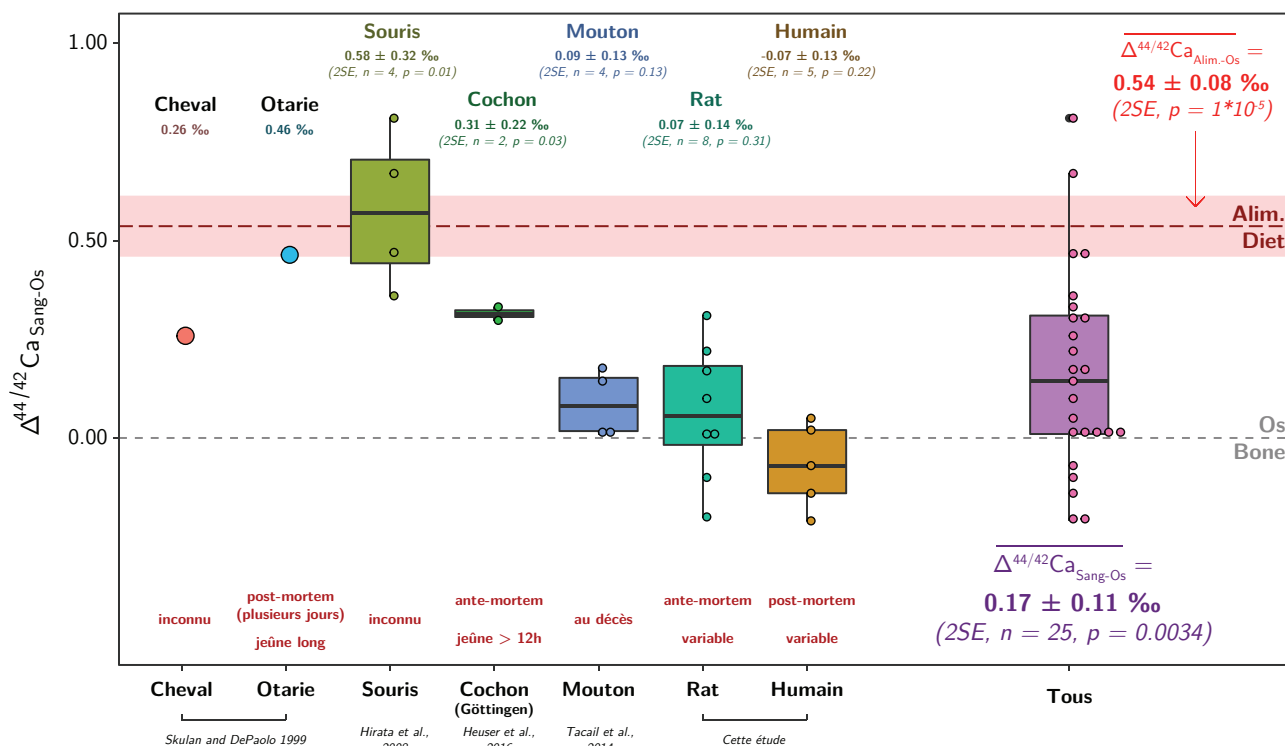 Souris
0.58 ± 0.32 ‰
(2SE, n = 4, p = 0.01)
Mouton
0.09 ± 0.13 ‰
(2SE, n = 4, p = 0.13)
Humain
-0.07 ± 0.13 ‰
(2SE, n = 5, p = 0.22)
Δ44/42CaAlim.-Os =
0.54 ± 0.08 ‰
(2SE, p = 1*10-5)
1.00
Cheval
0.26 ‰
Otarie
0.46 ‰
Cochon
0.31 ± 0.22 ‰
(2SE, n = 2, p = 0.03)
Rat
0.07 ± 0.14 ‰
(2SE, n = 8, p = 0.31)
Alim.
Diet
0.50
Δ44/42Ca Sang-Os
0.00
Os
Bone
Δ44/42CaSang-Os =
0.17 ± 0.11 ‰
(2SE, n = 25, p = 0.0034)
inconnu
post-mortem
(plusieurs jours)
jeûne long
inconnu
ante-mortem
jeûne > 12h
au décès
ante-mortem
variable
post-mortem
variable
Cheval
Otarie
Souris
Cochon
(Göttingen)
Mouton
Rat
Humain
Tous
Skulan and DePaolo 1999
Hirata et al.,
Heuser et al.,
Tacail et al.,
Cette étude